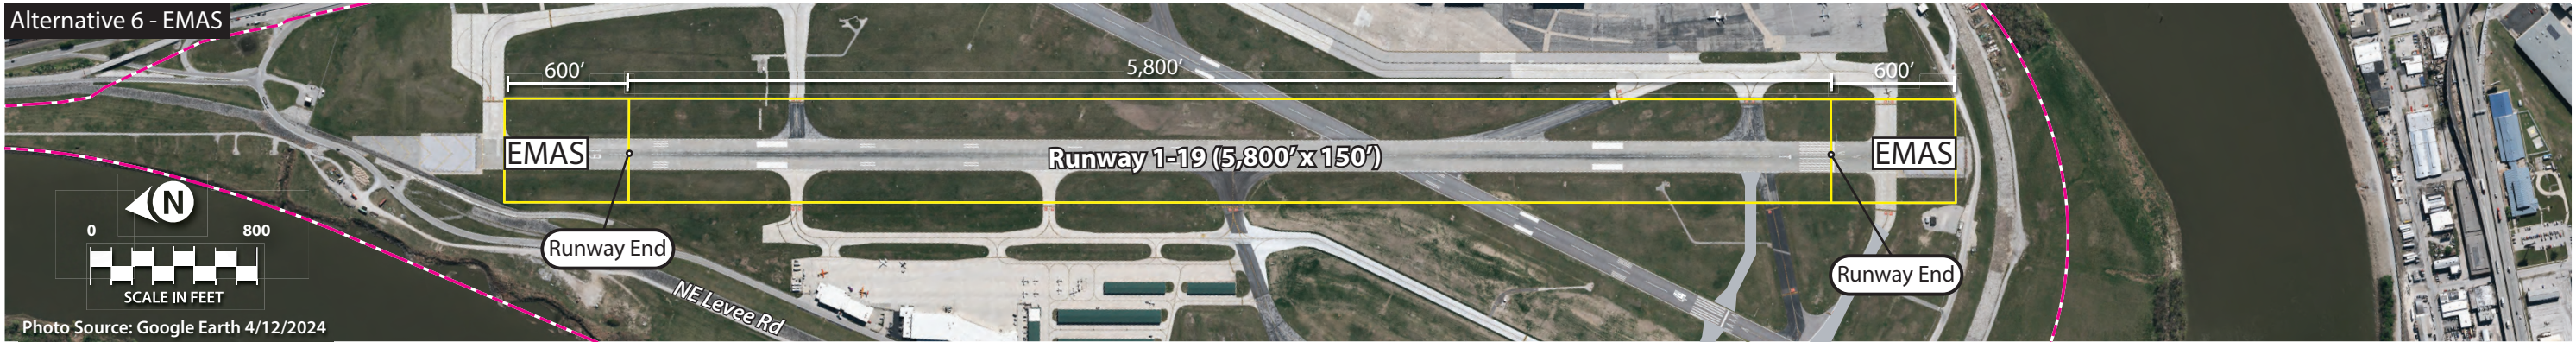 Alternative 6 - EMAS
600’
5,800’
600’
EMAS
Runway 1-19 (5,800’ x 150’)
EMAS
N
0 800
SCALE IN FEET
Runway End
Runway End
NE Levee Rd
Photo Source: Google Earth 4/12/2024